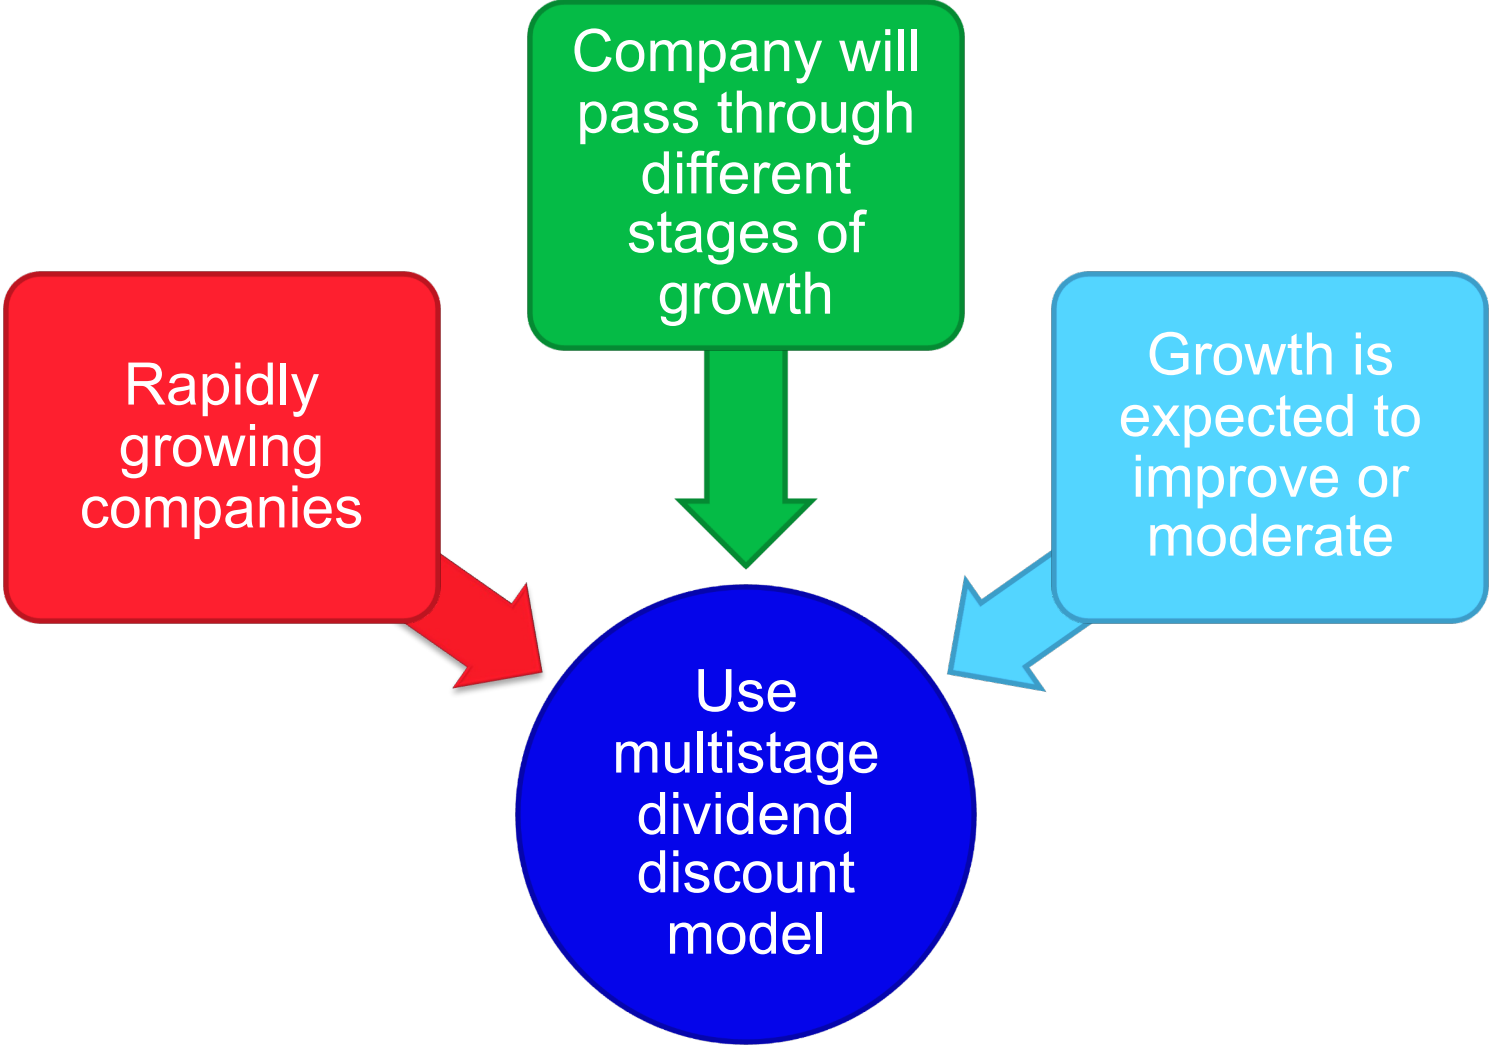 Company will
pass through
different
stages of
growth
Rapidly
growing
companies
Growth is
expected to
improve or
moderate
Use
multistage
dividend
discount
model